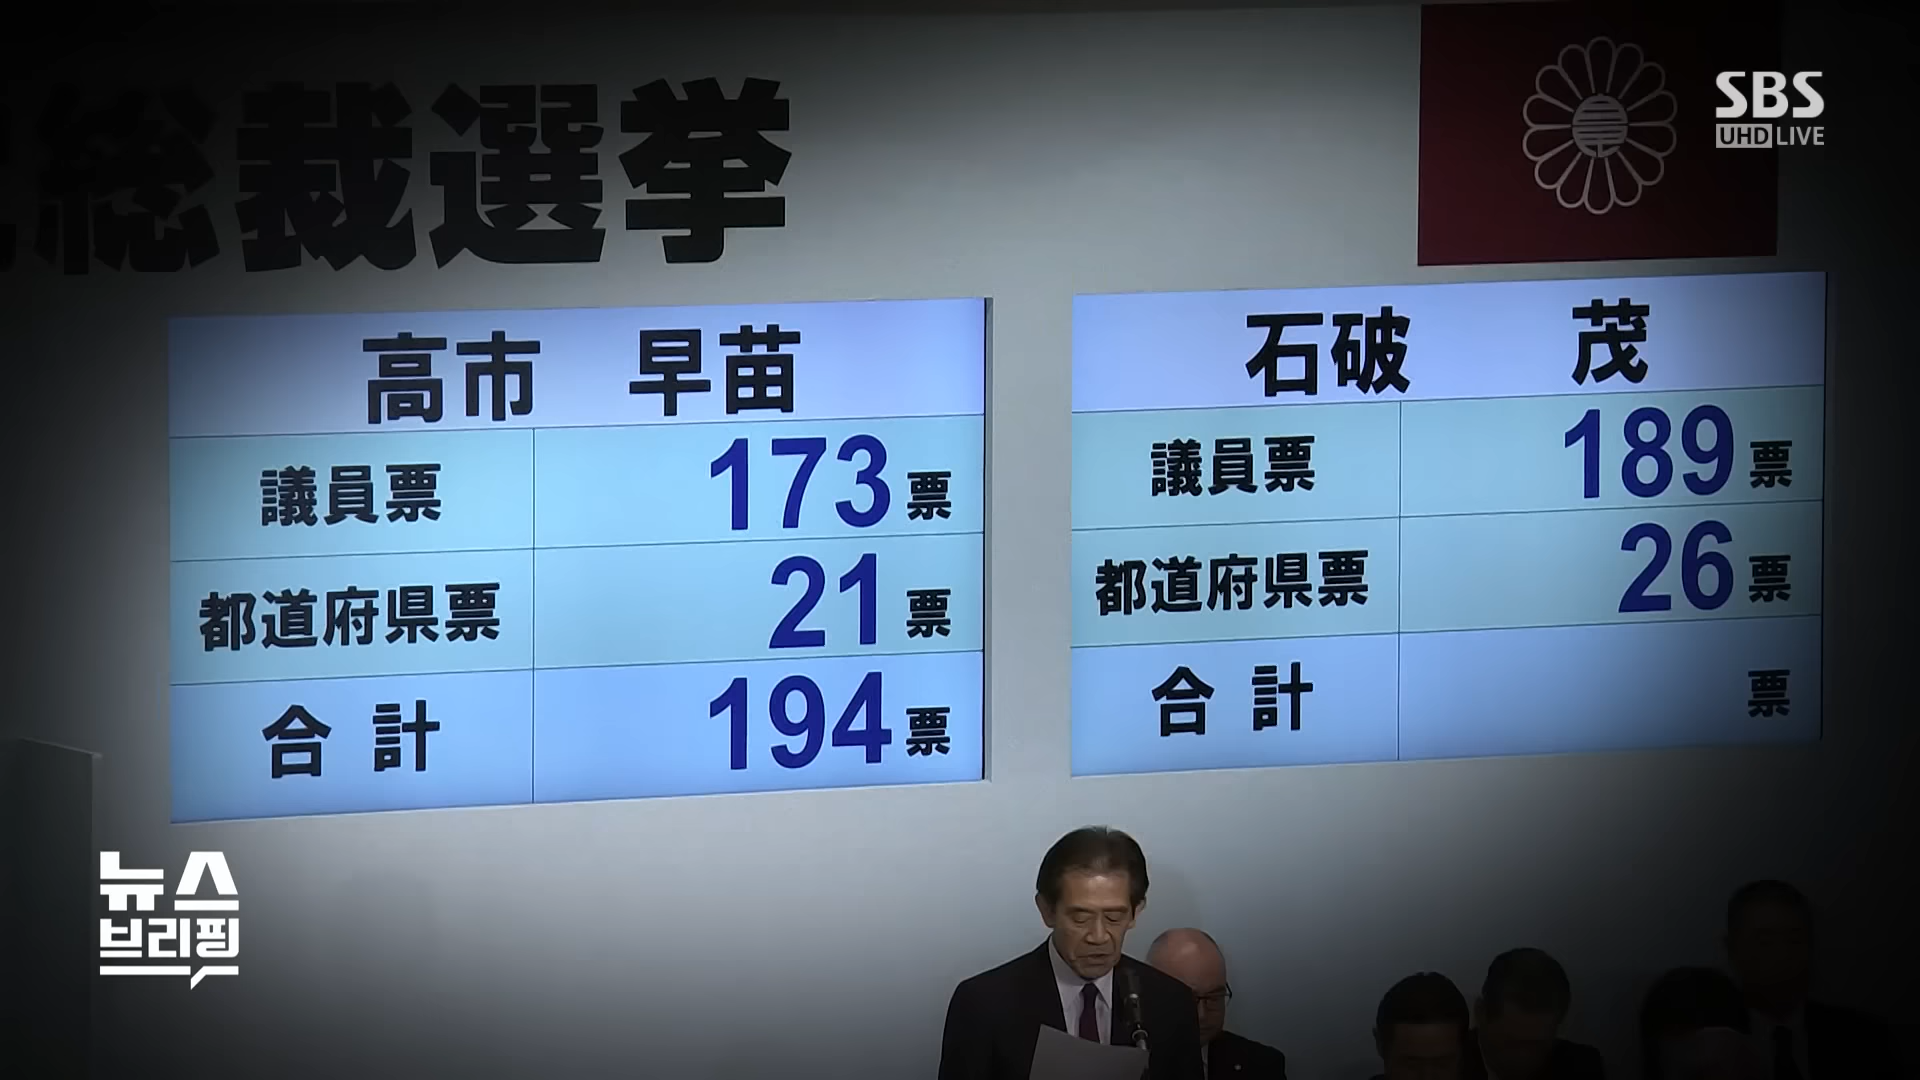 総裁選挙
SBS
UHD LIVE
高市 早苗
議員票 173票
都道府県票 21票
合計 194票
石破 茂
議員票 189票
都道府県票 26票
合計 票
뉴스
브리핑